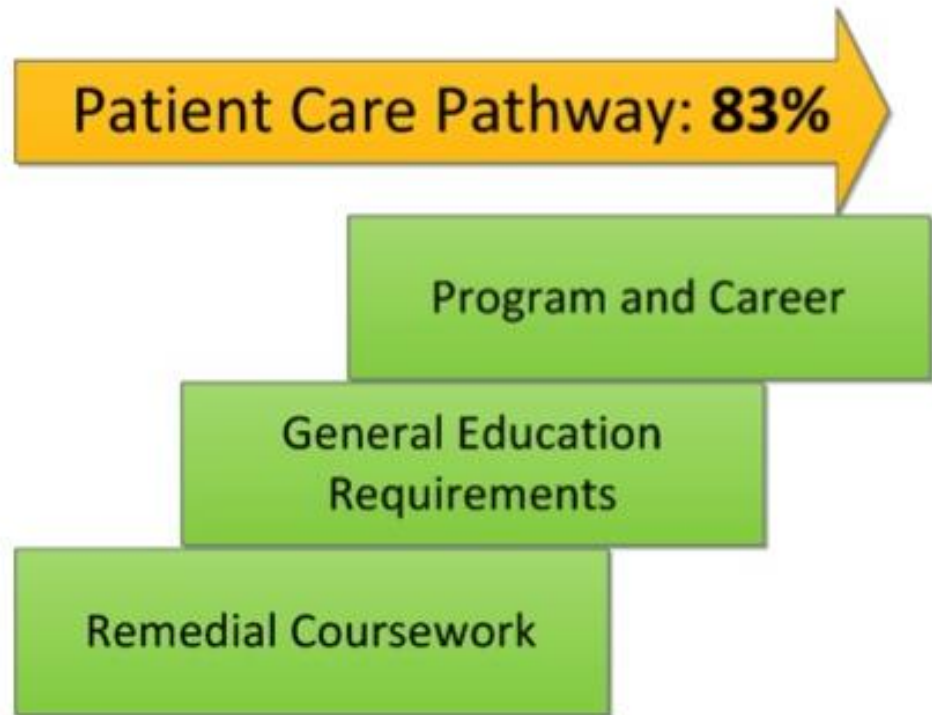 Patient Care Pathway: 83%
Program and Career
General Education
Requirements
Remedial Coursework